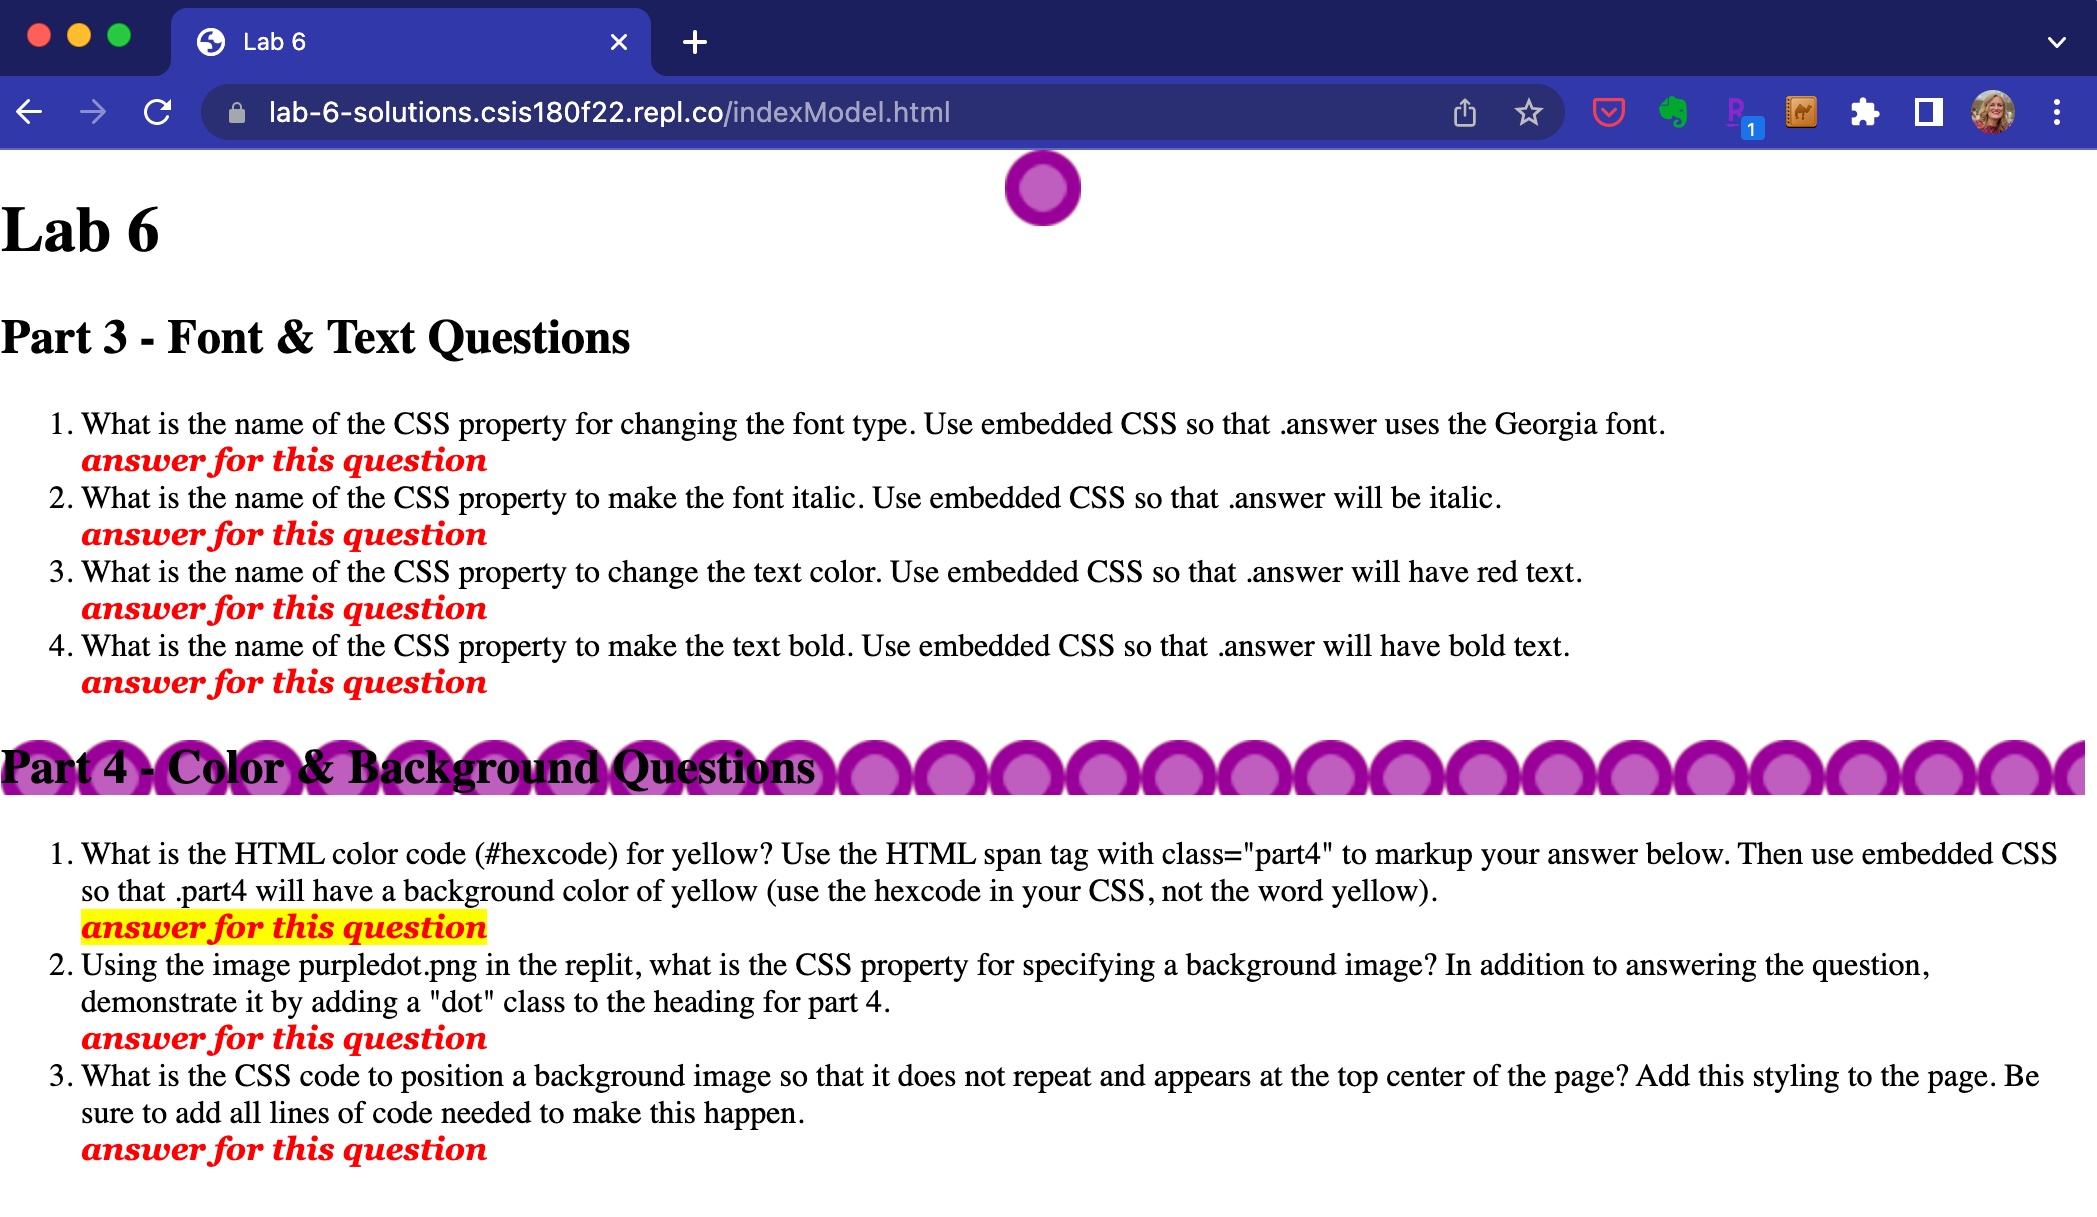 Lab 6
lab-6-solutions.csis180f22.repl.co/indexModel.html
1
Lab 6
Part 3 - Font & Text Questions
1. What is the name of the CSS property for changing the font type. Use embedded CSS so that .answer uses the Georgia font.
answer for this question
2. What is the name of the CSS property to make the font italic. Use embedded CSS so that .answer will be italic.
answer for this question
3. What is the name of the CSS property to change the text color. Use embedded CSS so that .answer will have red text.
answer for this question
4. What is the name of the CSS property to make the text bold. Use embedded CSS so that .answer will have bold text.
answer for this question
Part 4 - Color & Background Questions
1. What is the HTML color code (#hexcode) for yellow? Use the HTML span tag with class="part4" to markup your answer below. Then use embedded CSS
so that .part4 will have a background color of yellow (use the hexcode in your CSS, not the word yellow).
answer for this question
2. Using the image purpledot.png in the replit, what is the CSS property for specifying a background image? In addition to answering the question,
demonstrate it by adding a "dot" class to the heading for part 4.
answer for this question
3. What is the CSS code to position a background image so that it does not repeat and appears at the top center of the page? Add this styling to the page. Be
sure to add all lines of code needed to make this happen.
answer for this question